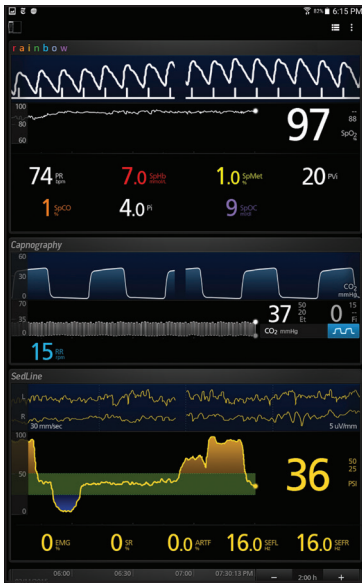 82% 6:15 PM
rainbow
100
80
60
97
--
88
SpO2
%
74 PR bpm
7.0 SpHb
1.0 SpMet %
20 PVi
1 SpCO %
4.0 Pi
9 SpOC ml/dl
Capnography
60
30
0
CO2
mmHg
70
35
0
37 50 20 Et
0 15 -- Fi
CO2 mmHg
15 RR rpm
SedLine
L
R
30 mm/sec
5 uV/mm
100
50
0
36
50
25
PSI
0 EMG %
0 SR %
0.0 ARTF %
16.0 SEFL Hz
16.0 SEFR Hz
06:00 06:30 07:00 07:30:13 PM
− 2:00 h +